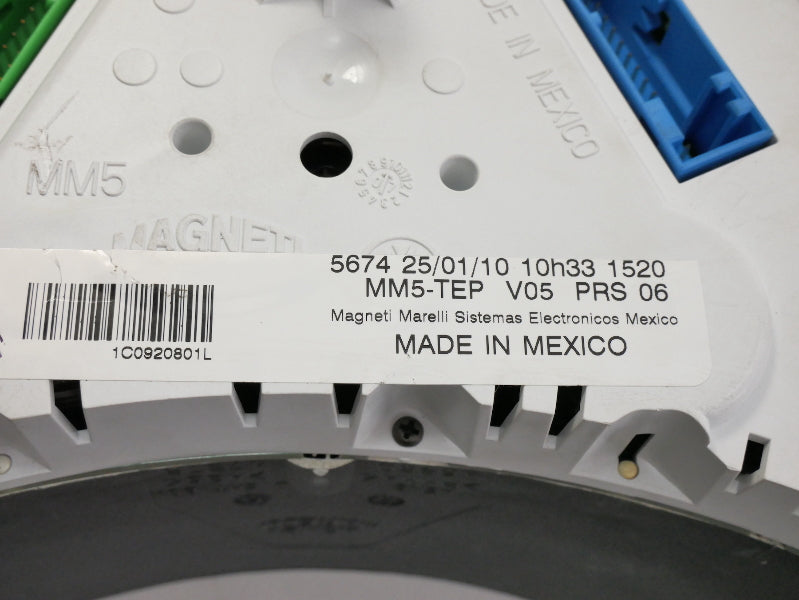 MADE IN MEXICO
MM5
MAGNETI
5674 25/01/10 10h33 1520
MM5-TEP V05 PRS 06
Magneti Marelli Sistemas Electronicos Mexico
MADE IN MEXICO
1C0920801L